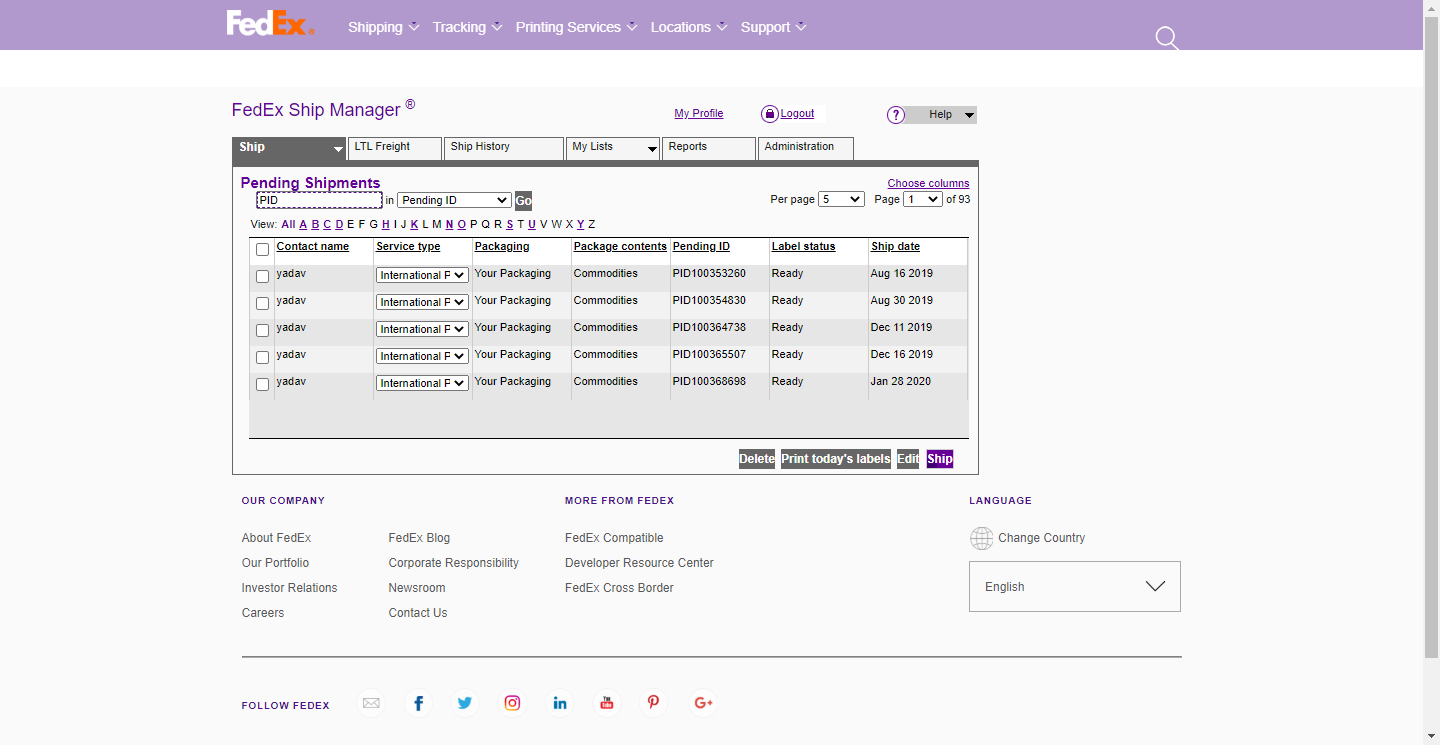 FedEx®
Shipping Tracking Printing Services Locations Support
FedEx Ship Manager ®
My Profile Logout ? Help
Ship LTL Freight Ship History My Lists Reports Administration
Pending Shipments Choose columns
PID in Pending ID Go Per page 5 Page 1 of 93
View: All A B C D E F G H I J K L M N O P Q R S T U V W X Y Z
Contact name Service type Packaging Package contents Pending ID Label status Ship date
yadav International P Your Packaging Commodities PID100353260 Ready Aug 16 2019
yadav International P Your Packaging Commodities PID100354830 Ready Aug 30 2019
yadav International P Your Packaging Commodities PID100364738 Ready Dec 11 2019
yadav International P Your Packaging Commodities PID100365507 Ready Dec 16 2019
yadav International P Your Packaging Commodities PID100368698 Ready Jan 28 2020
Delete Print today's labels Edit Ship
OUR COMPANY MORE FROM FEDEX LANGUAGE
About FedEx FedEx Blog FedEx Compatible Change Country
Our Portfolio Corporate Responsibility Developer Resource Center
Investor Relations Newsroom FedEx Cross Border English
Careers Contact Us
FOLLOW FEDEX f in You Tube G+